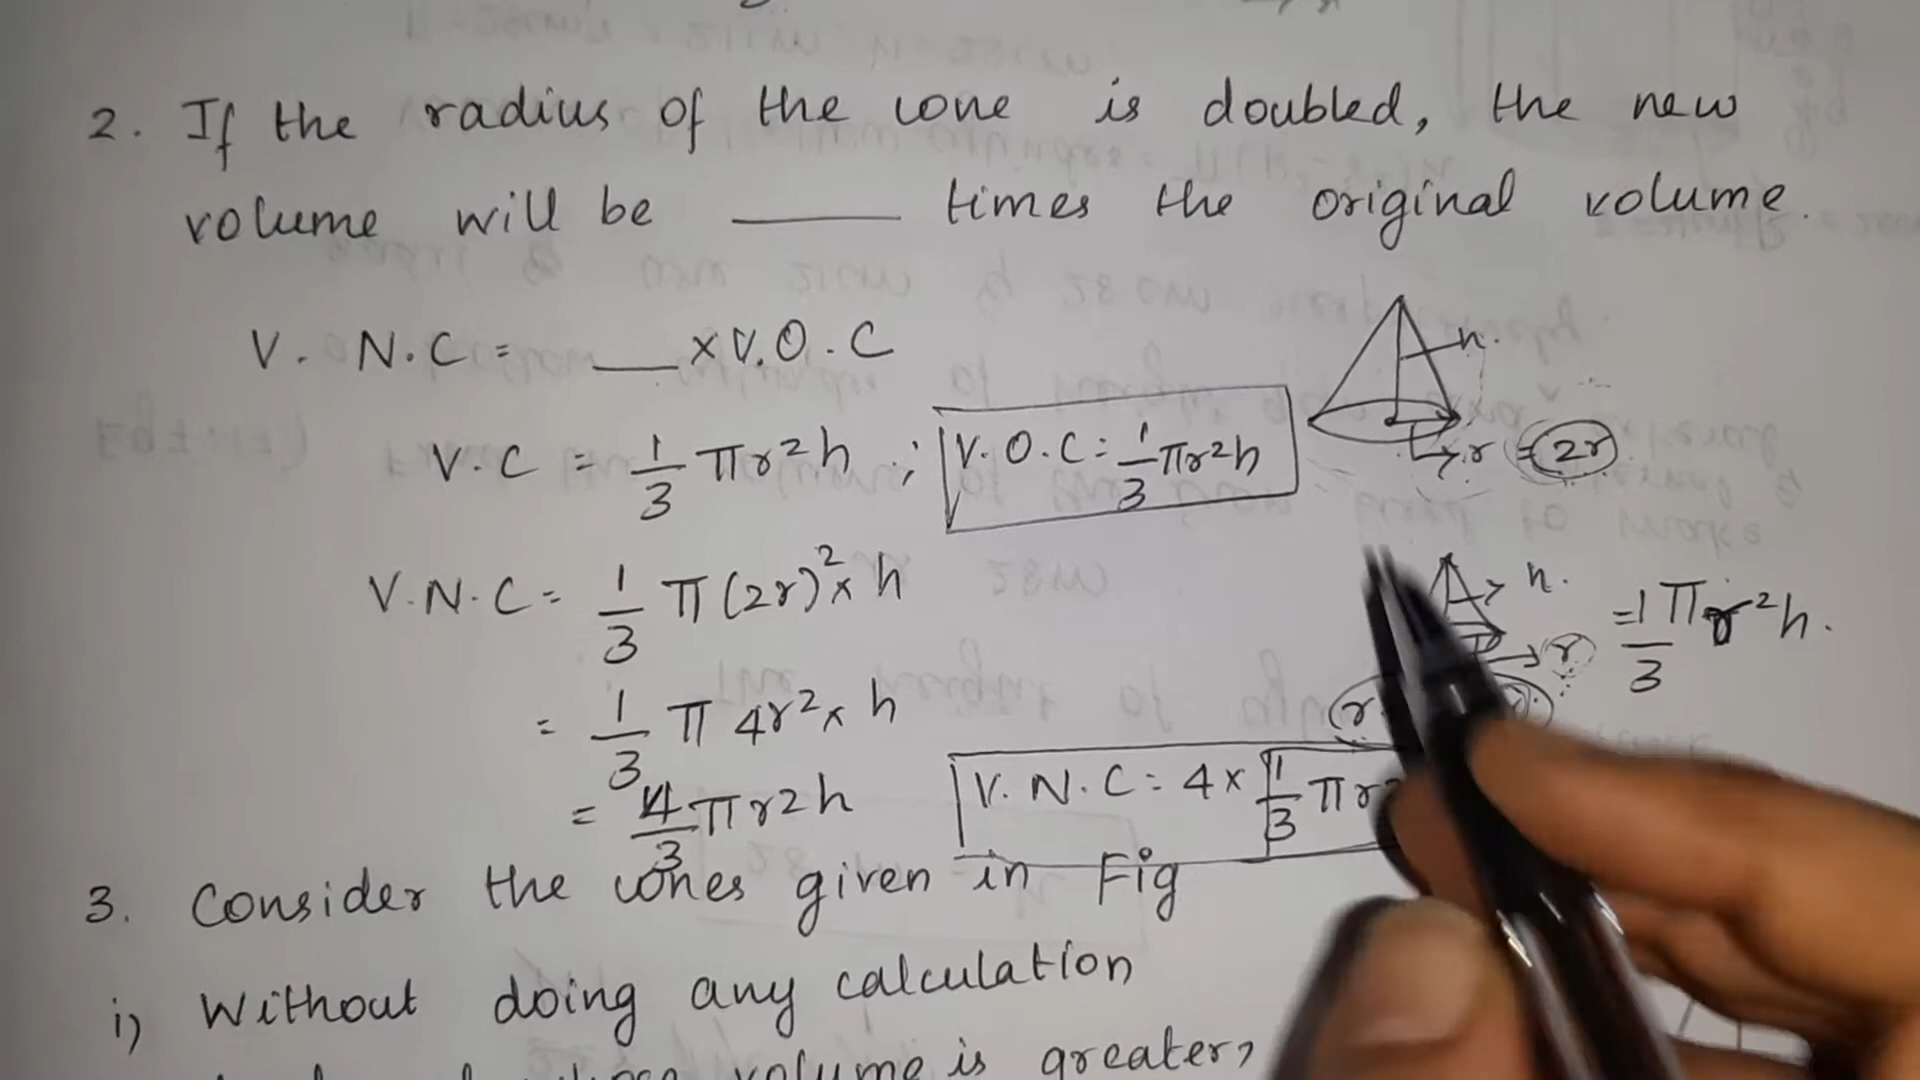 2. If the radius of the cone is doubled, the new
volume will be ____ times the original volume.
V. N.C = ___ x V.O.C
h.
V.C = 1/3 πr²h ; V.O.C = 1/3 πr²h
r = 2r
V.N.C = 1/3 π(2r)² x h
h.
r
= 1/3 πr²h.
= 1/3 π 4r² x h
(r
= 4/3 πr²h
V.N.C = 4 x 1/3 πr²
3. Consider the cones given in Fig
i) Without doing any calculation
volume is greater,